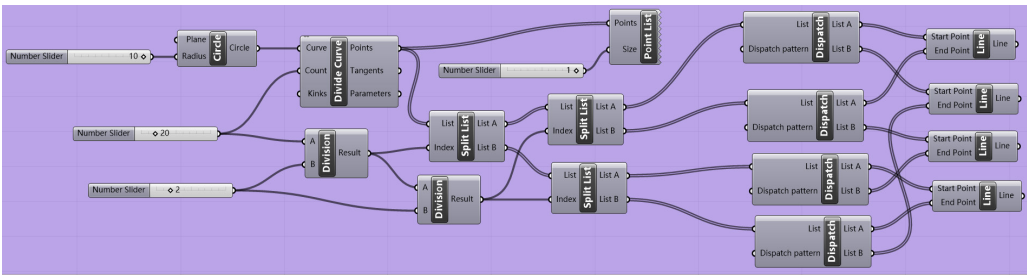 Plane
Radius
Circle
Circle
Number Slider 10
Curve
Count
Kinks
Divide Curve
Points
Tangents
Parameters
Points
Size
Point List
Number Slider 1
Number Slider 20
Number Slider 2
A
B
Division
Result
A
B
Division
Result
List
Index
Split List
List A
List B
List
Index
Split List
List A
List B
List
Index
Split List
List A
List B
List
Dispatch pattern
Dispatch
List A
List B
List
Dispatch pattern
Dispatch
List A
List B
List
Dispatch pattern
Dispatch
List A
List B
List
Dispatch pattern
Dispatch
List A
List B
Start Point
End Point
Line
Line
Start Point
End Point
Line
Line
Start Point
End Point
Line
Line
Start Point
End Point
Line
Line